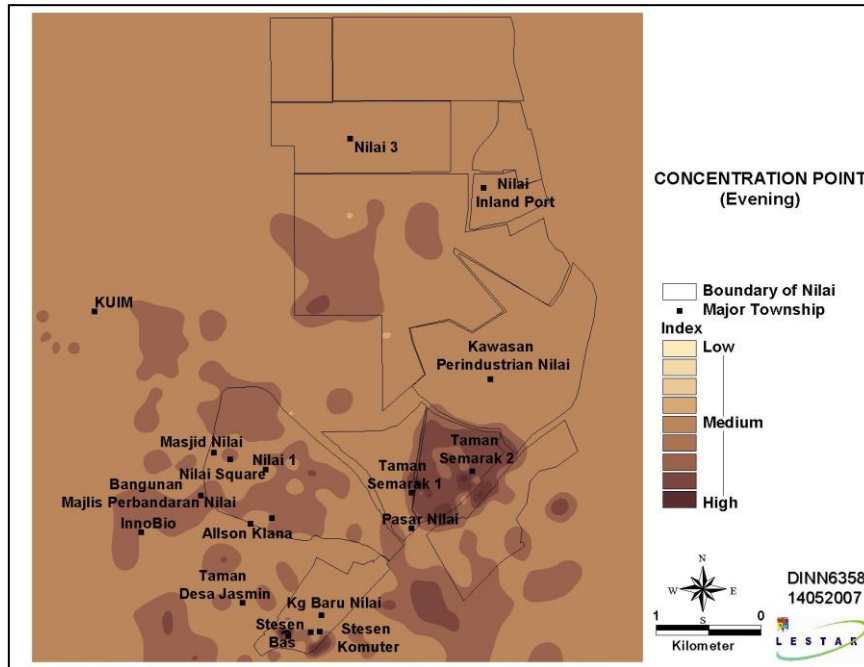 Nilai 3
Nilai
Inland Port
KUIM
Kawasan
Perindustrian Nilai
Masjid Nilai
Nilai 1
Nilai Square
Bangunan
Majlis Perbandaran Nilai
InnoBio
Allson Klana
Taman
Semarak 2
Taman
Semarak 1
Pasar Nilai
Taman
Desa Jasmin
Kg Baru Nilai
Stesen
Bas
Stesen
Komuter
CONCENTRATION POINT
(Evening)
Boundary of Nilai
Major Township
Index
Low
Medium
High
N
W
E
S
1
0
Kilometer
DINN6358
14052007
LESTAR